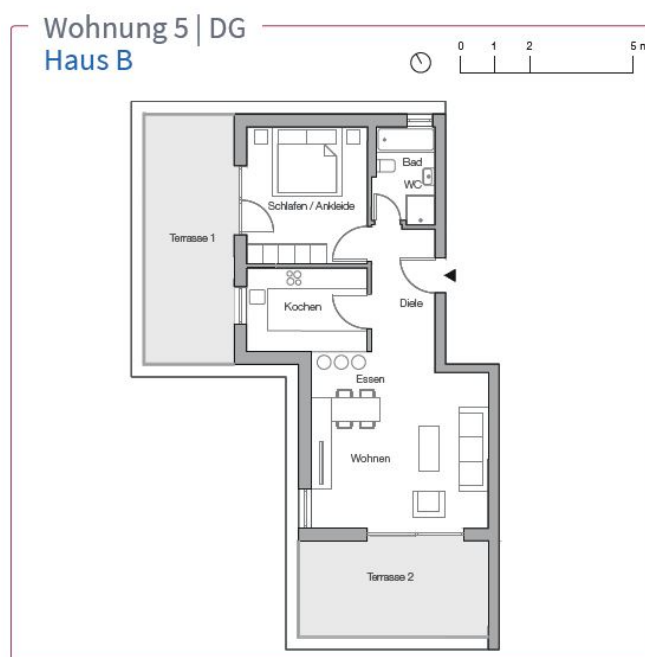 Wohnung 5 | DG
Haus B
0 1 2 5 m
Bad
WC
Schlafen / Ankleide
Terrasse 1
Kochen
Diele
Essen
Wohnen
Terrasse 2